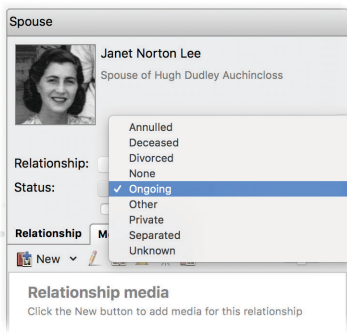 Spouse
Janet Norton Lee
Spouse of Hugh Dudley Auchincloss
Annulled
Deceased
Divorced
None
Relationship:
Status:
✓ Ongoing
Other
Private
Separated
Unknown
Relationship
New
Relationship media
Click the New button to add media for this relationship